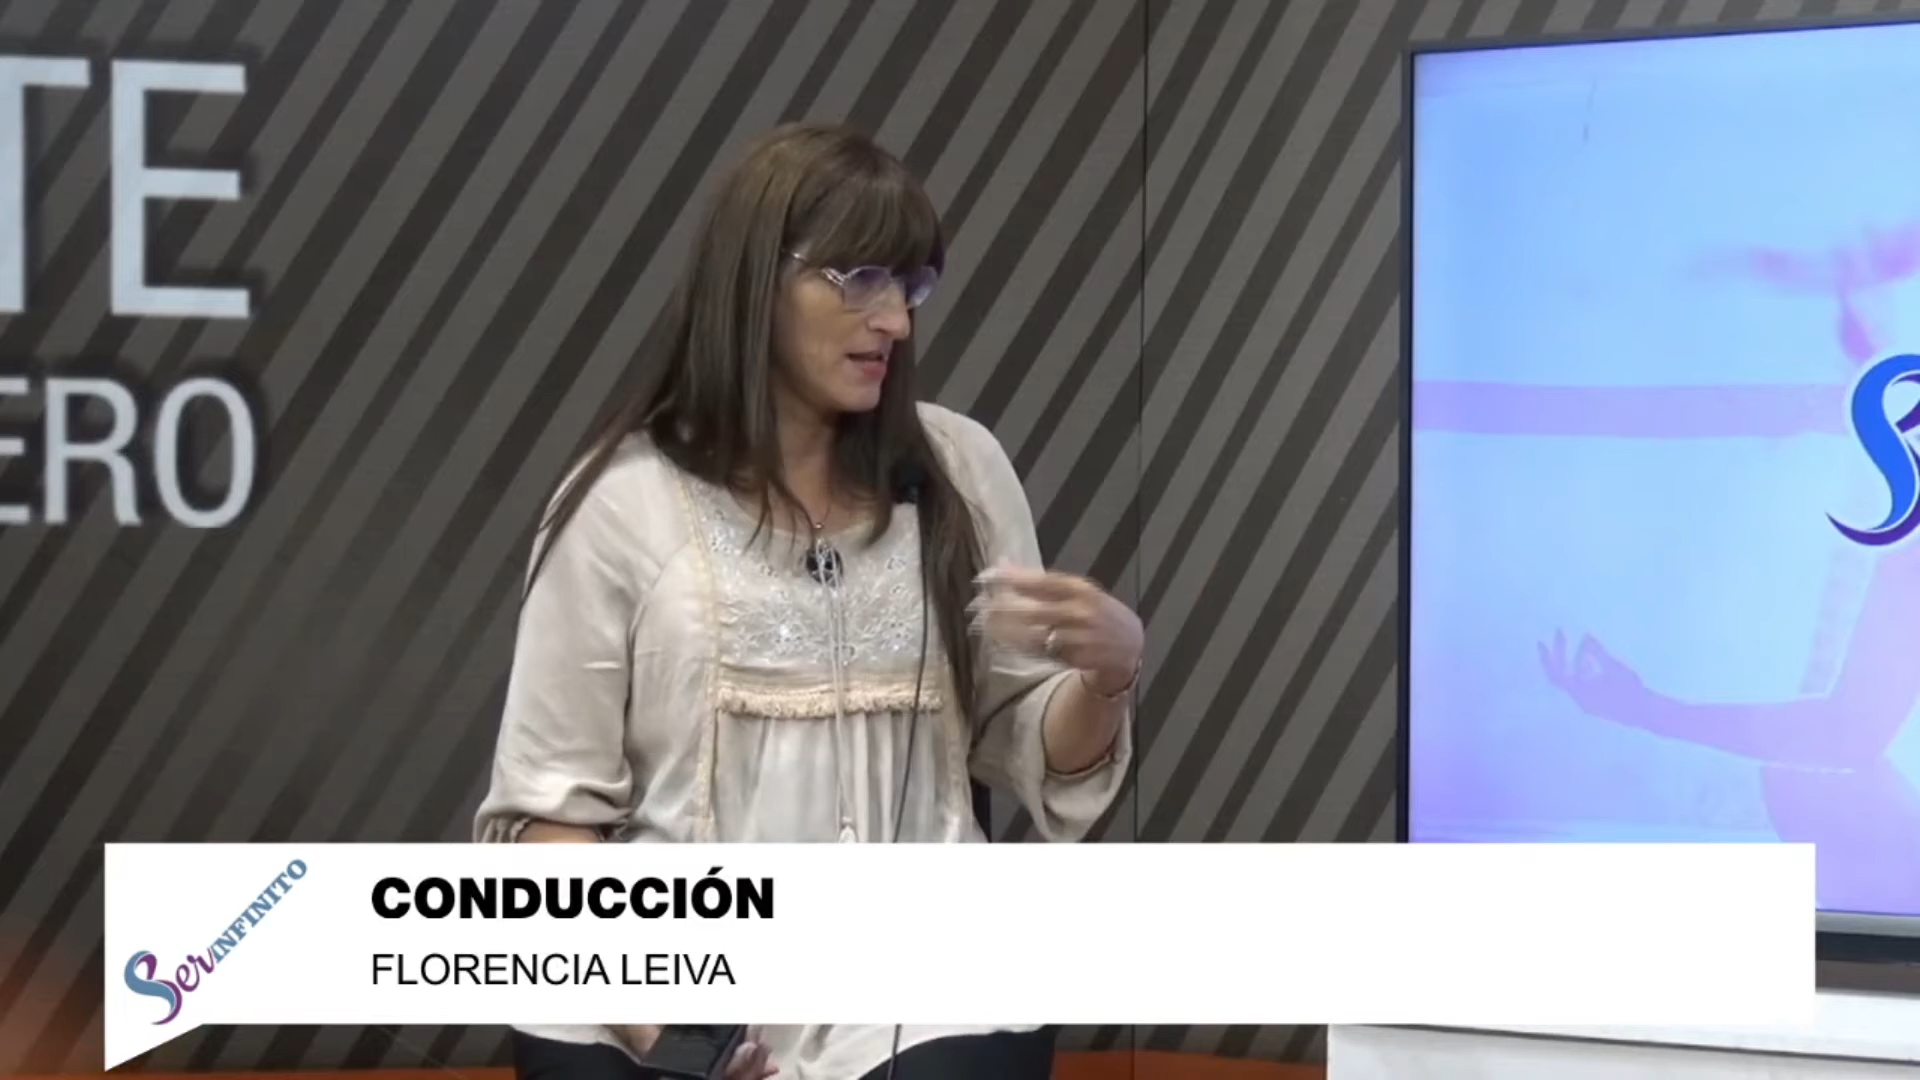 TE
ERO
CONDUCCIÓN
FLORENCIA LEIVA
Ser INFINITO
S